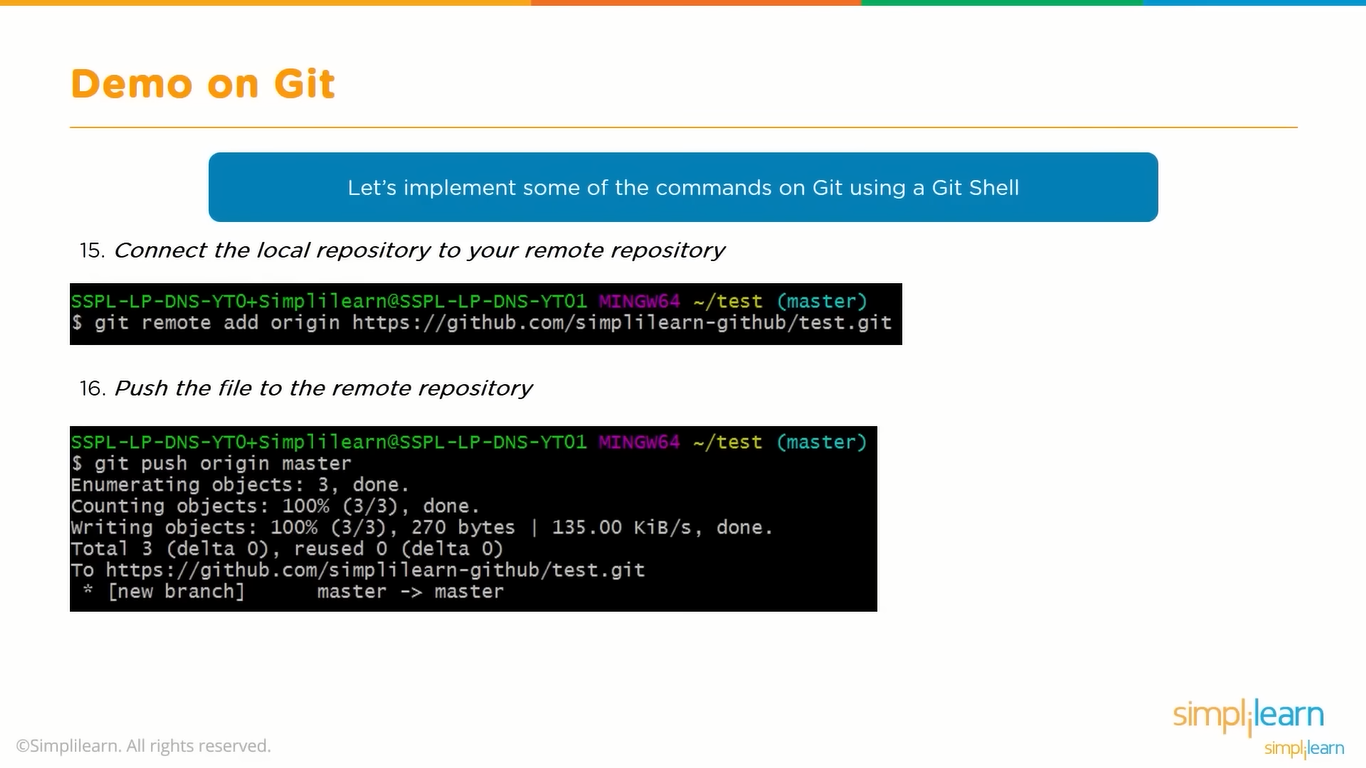 Demo on Git
Let’s implement some of the commands on Git using a Git Shell
15. Connect the local repository to your remote repository
SSPL-LP-DNS-YT0+Simplilearn@SSPL-LP-DNS-YT01 MINGW64 ~/test (master)
$ git remote add origin https://github.com/simplilearn-github/test.git
16. Push the file to the remote repository
SSPL-LP-DNS-YT0+Simplilearn@SSPL-LP-DNS-YT01 MINGW64 ~/test (master)
$ git push origin master
Enumerating objects: 3, done.
Counting objects: 100% (3/3), done.
Writing objects: 100% (3/3), 270 bytes | 135.00 KiB/s, done.
Total 3 (delta 0), reused 0 (delta 0)
To https://github.com/simplilearn-github/test.git
 * [new branch]      master -> master
simplilearn
©Simplilearn. All rights reserved.
simplilearn